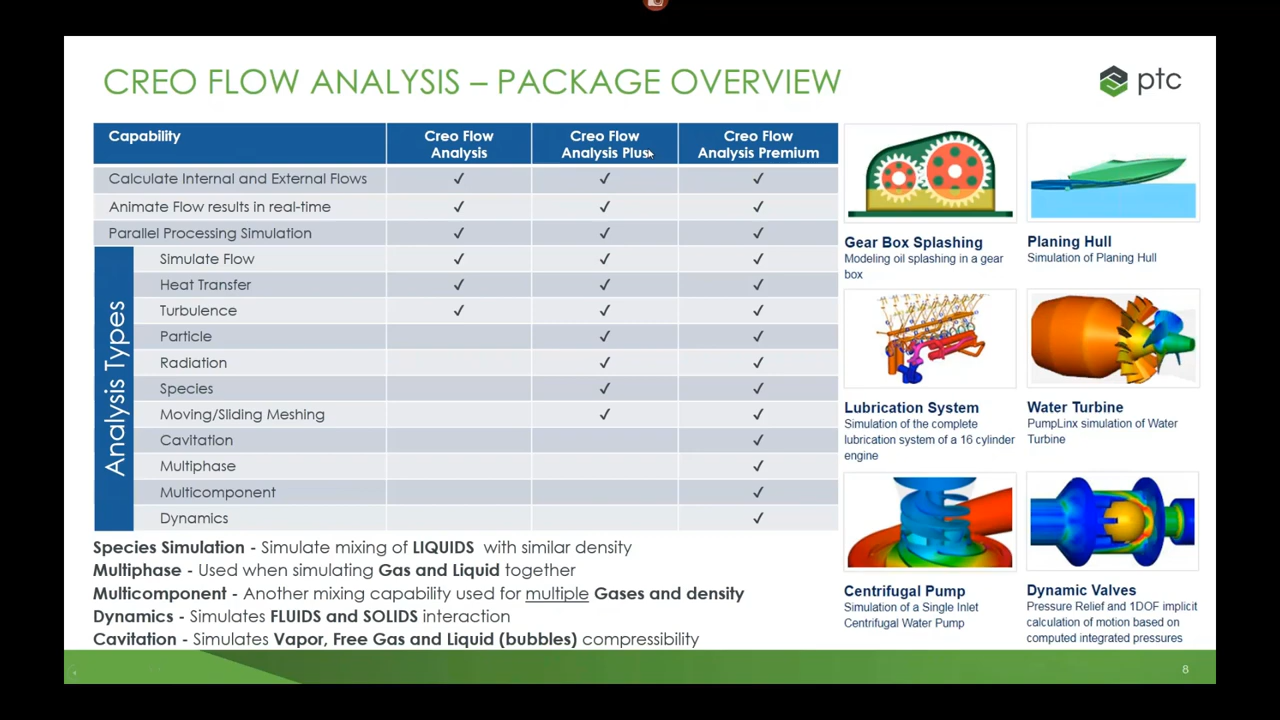 CREO FLOW ANALYSIS – PACKAGE OVERVIEW
ptc
Capability
Creo Flow
Analysis
Creo Flow
Analysis Plus
Creo Flow
Analysis Premium
Calculate Internal and External Flows ✓ ✓ ✓
Animate Flow results in real-time ✓ ✓ ✓
Parallel Processing Simulation ✓ ✓ ✓
Analysis Types
Simulate Flow ✓ ✓ ✓
Heat Transfer ✓ ✓ ✓
Turbulence ✓ ✓ ✓
Particle ✓ ✓
Radiation ✓ ✓
Species ✓ ✓
Moving/Sliding Meshing ✓ ✓
Cavitation ✓
Multiphase ✓
Multicomponent ✓
Dynamics ✓
Species Simulation - Simulate mixing of LIQUIDS with similar density
Multiphase - Used when simulating Gas and Liquid together
Multicomponent - Another mixing capability used for multiple Gases and density
Dynamics - Simulates FLUIDS and SOLIDS interaction
Cavitation - Simulates Vapor, Free Gas and Liquid (bubbles) compressibility
Gear Box Splashing
Modeling oil splashing in a gear
box
Planing Hull
Simulation of Planing Hull
Lubrication System
Simulation of the complete
lubrication system of a 16 cylinder
engine
Water Turbine
PumpLinx simulation of Water
Turbine
Centrifugal Pump
Simulation of a Single Inlet
Centrifugal Water Pump
Dynamic Valves
Pressure Relief and 1DOF implicit
calculation of motion based on
computed integrated pressures
8